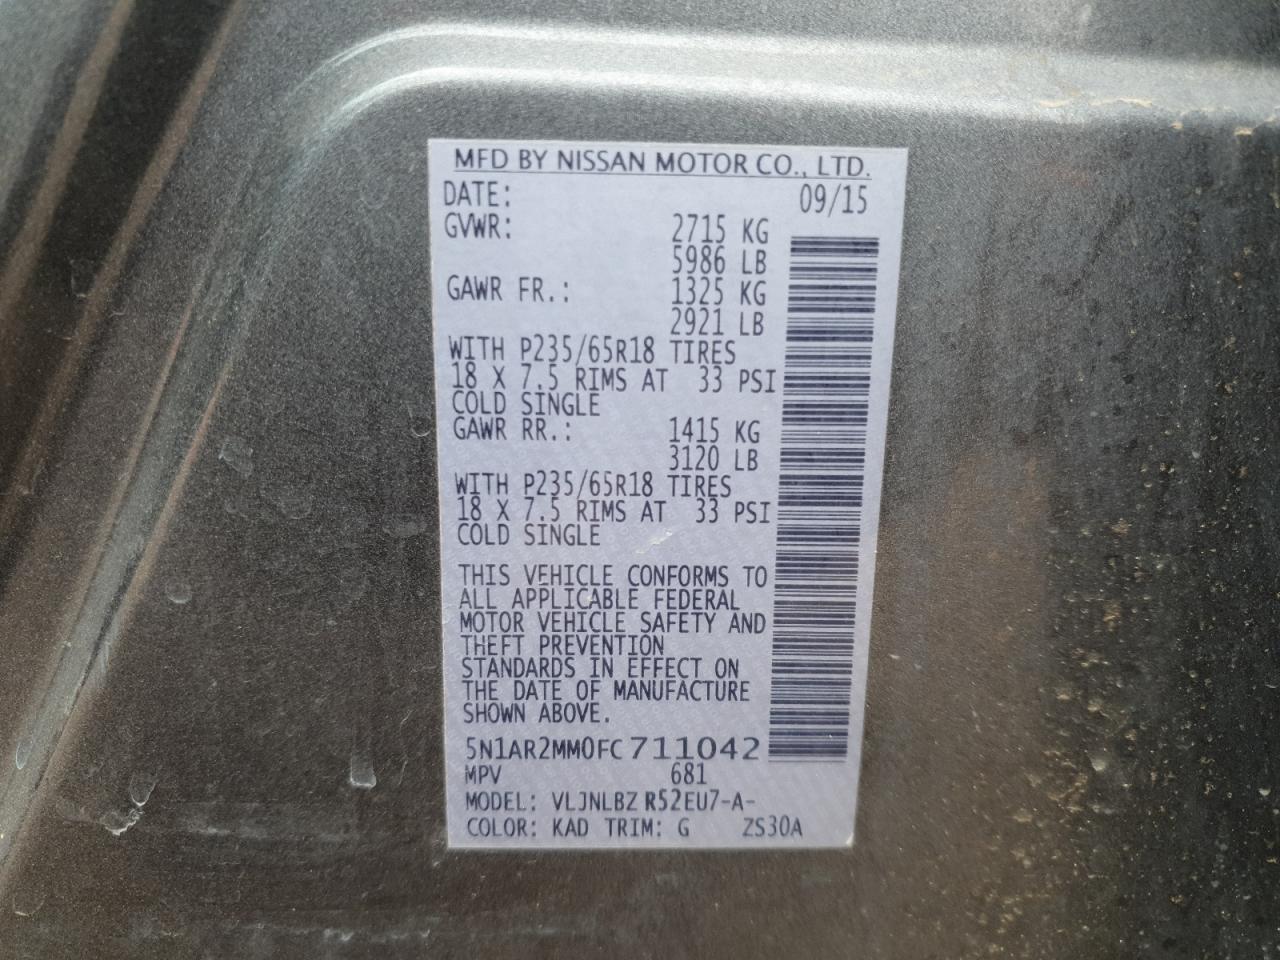 MFD BY NISSAN MOTOR CO., LTD.
DATE: 09/15
GVWR: 2715 KG
5986 LB
GAWR FR.: 1325 KG
2921 LB
WITH P235/65R18 TIRES
18 X 7.5 RIMS AT 33 PSI
COLD SINGLE
GAWR RR.: 1415 KG
3120 LB
WITH P235/65R18 TIRES
18 X 7.5 RIMS AT 33 PSI
COLD SINGLE
THIS VEHICLE CONFORMS TO
ALL APPLICABLE FEDERAL
MOTOR VEHICLE SAFETY AND
THEFT PREVENTION
STANDARDS IN EFFECT ON
THE DATE OF MANUFACTURE
SHOWN ABOVE.
5N1AR2MM0FC711042
MPV 681
MODEL: VLJNLBZ R52EU7-A-
COLOR: KAD TRIM: G ZS30A